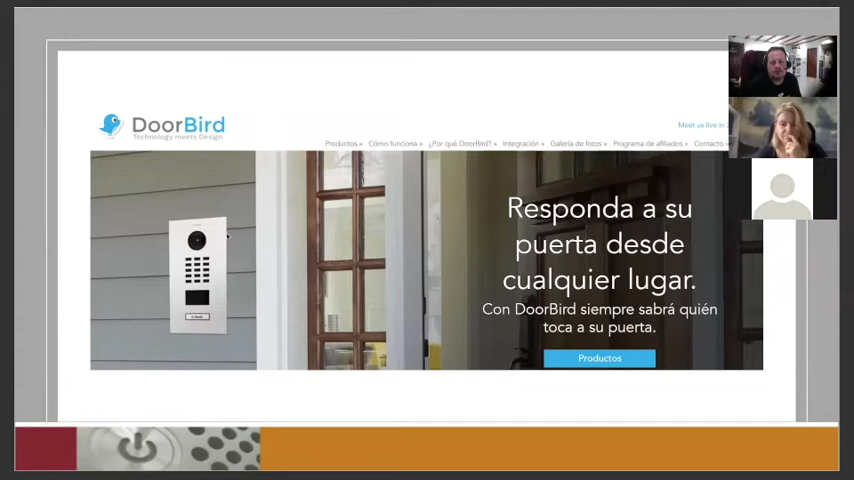 DoorBird
Technology meets Design.
Meet us live in
Productos » Cómo funciona » ¿Por qué DoorBird? » Integración » Galería de fotos » Programa de afiliados » Contacto »
Responda a su
puerta desde
cualquier lugar.
Con DoorBird siempre sabrá quién
toca a su puerta.
Productos